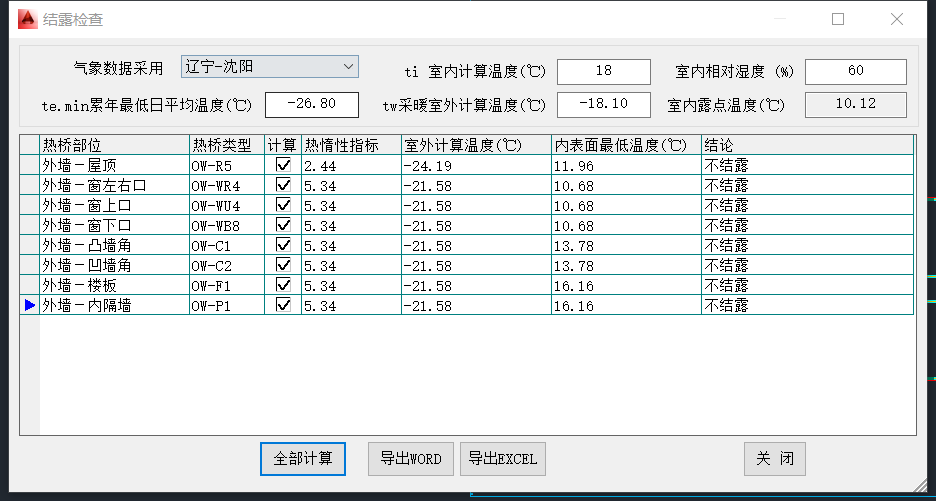 结露检查
气象数据采用 辽宁-沈阳 ti 室内计算温度(℃) 18 室内相对湿度 (%) 60
te.min累年最低日平均温度(℃) -26.80 tw采暖室外计算温度(℃) -18.10 室内露点温度(℃) 10.12
热桥部位 热桥类型 计算 热惰性指标 室外计算温度(℃) 内表面最低温度(℃) 结论
外墙－屋顶 OW-R5 2.44 -24.19 11.96 不结露
外墙－窗左右口 OW-WR4 5.34 -21.58 10.68 不结露
外墙－窗上口 OW-WU4 5.34 -21.58 10.68 不结露
外墙－窗下口 OW-WB8 5.34 -21.58 10.68 不结露
外墙－凸墙角 OW-C1 5.34 -21.58 13.78 不结露
外墙－凹墙角 OW-C2 5.34 -21.58 13.78 不结露
外墙－楼板 OW-F1 5.34 -21.58 16.16 不结露
外墙－内隔墙 OW-P1 5.34 -21.58 16.16 不结露
全部计算 导出WORD 导出EXCEL 关 闭